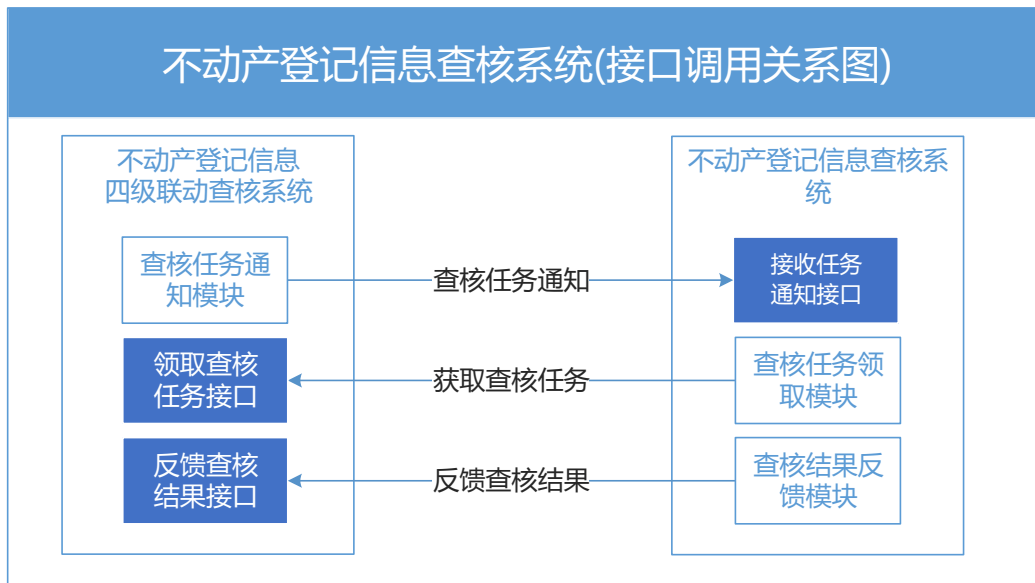 不动产登记信息查核系统(接口调用关系图)
不动产登记信息
四级联动查核系统
查核任务通
知模块
领取查核
任务接口
反馈查核
结果接口
查核任务通知
获取查核任务
反馈查核结果
不动产登记信息查核系
统
接收任务
通知接口
查核任务领
取模块
查核结果反
馈模块